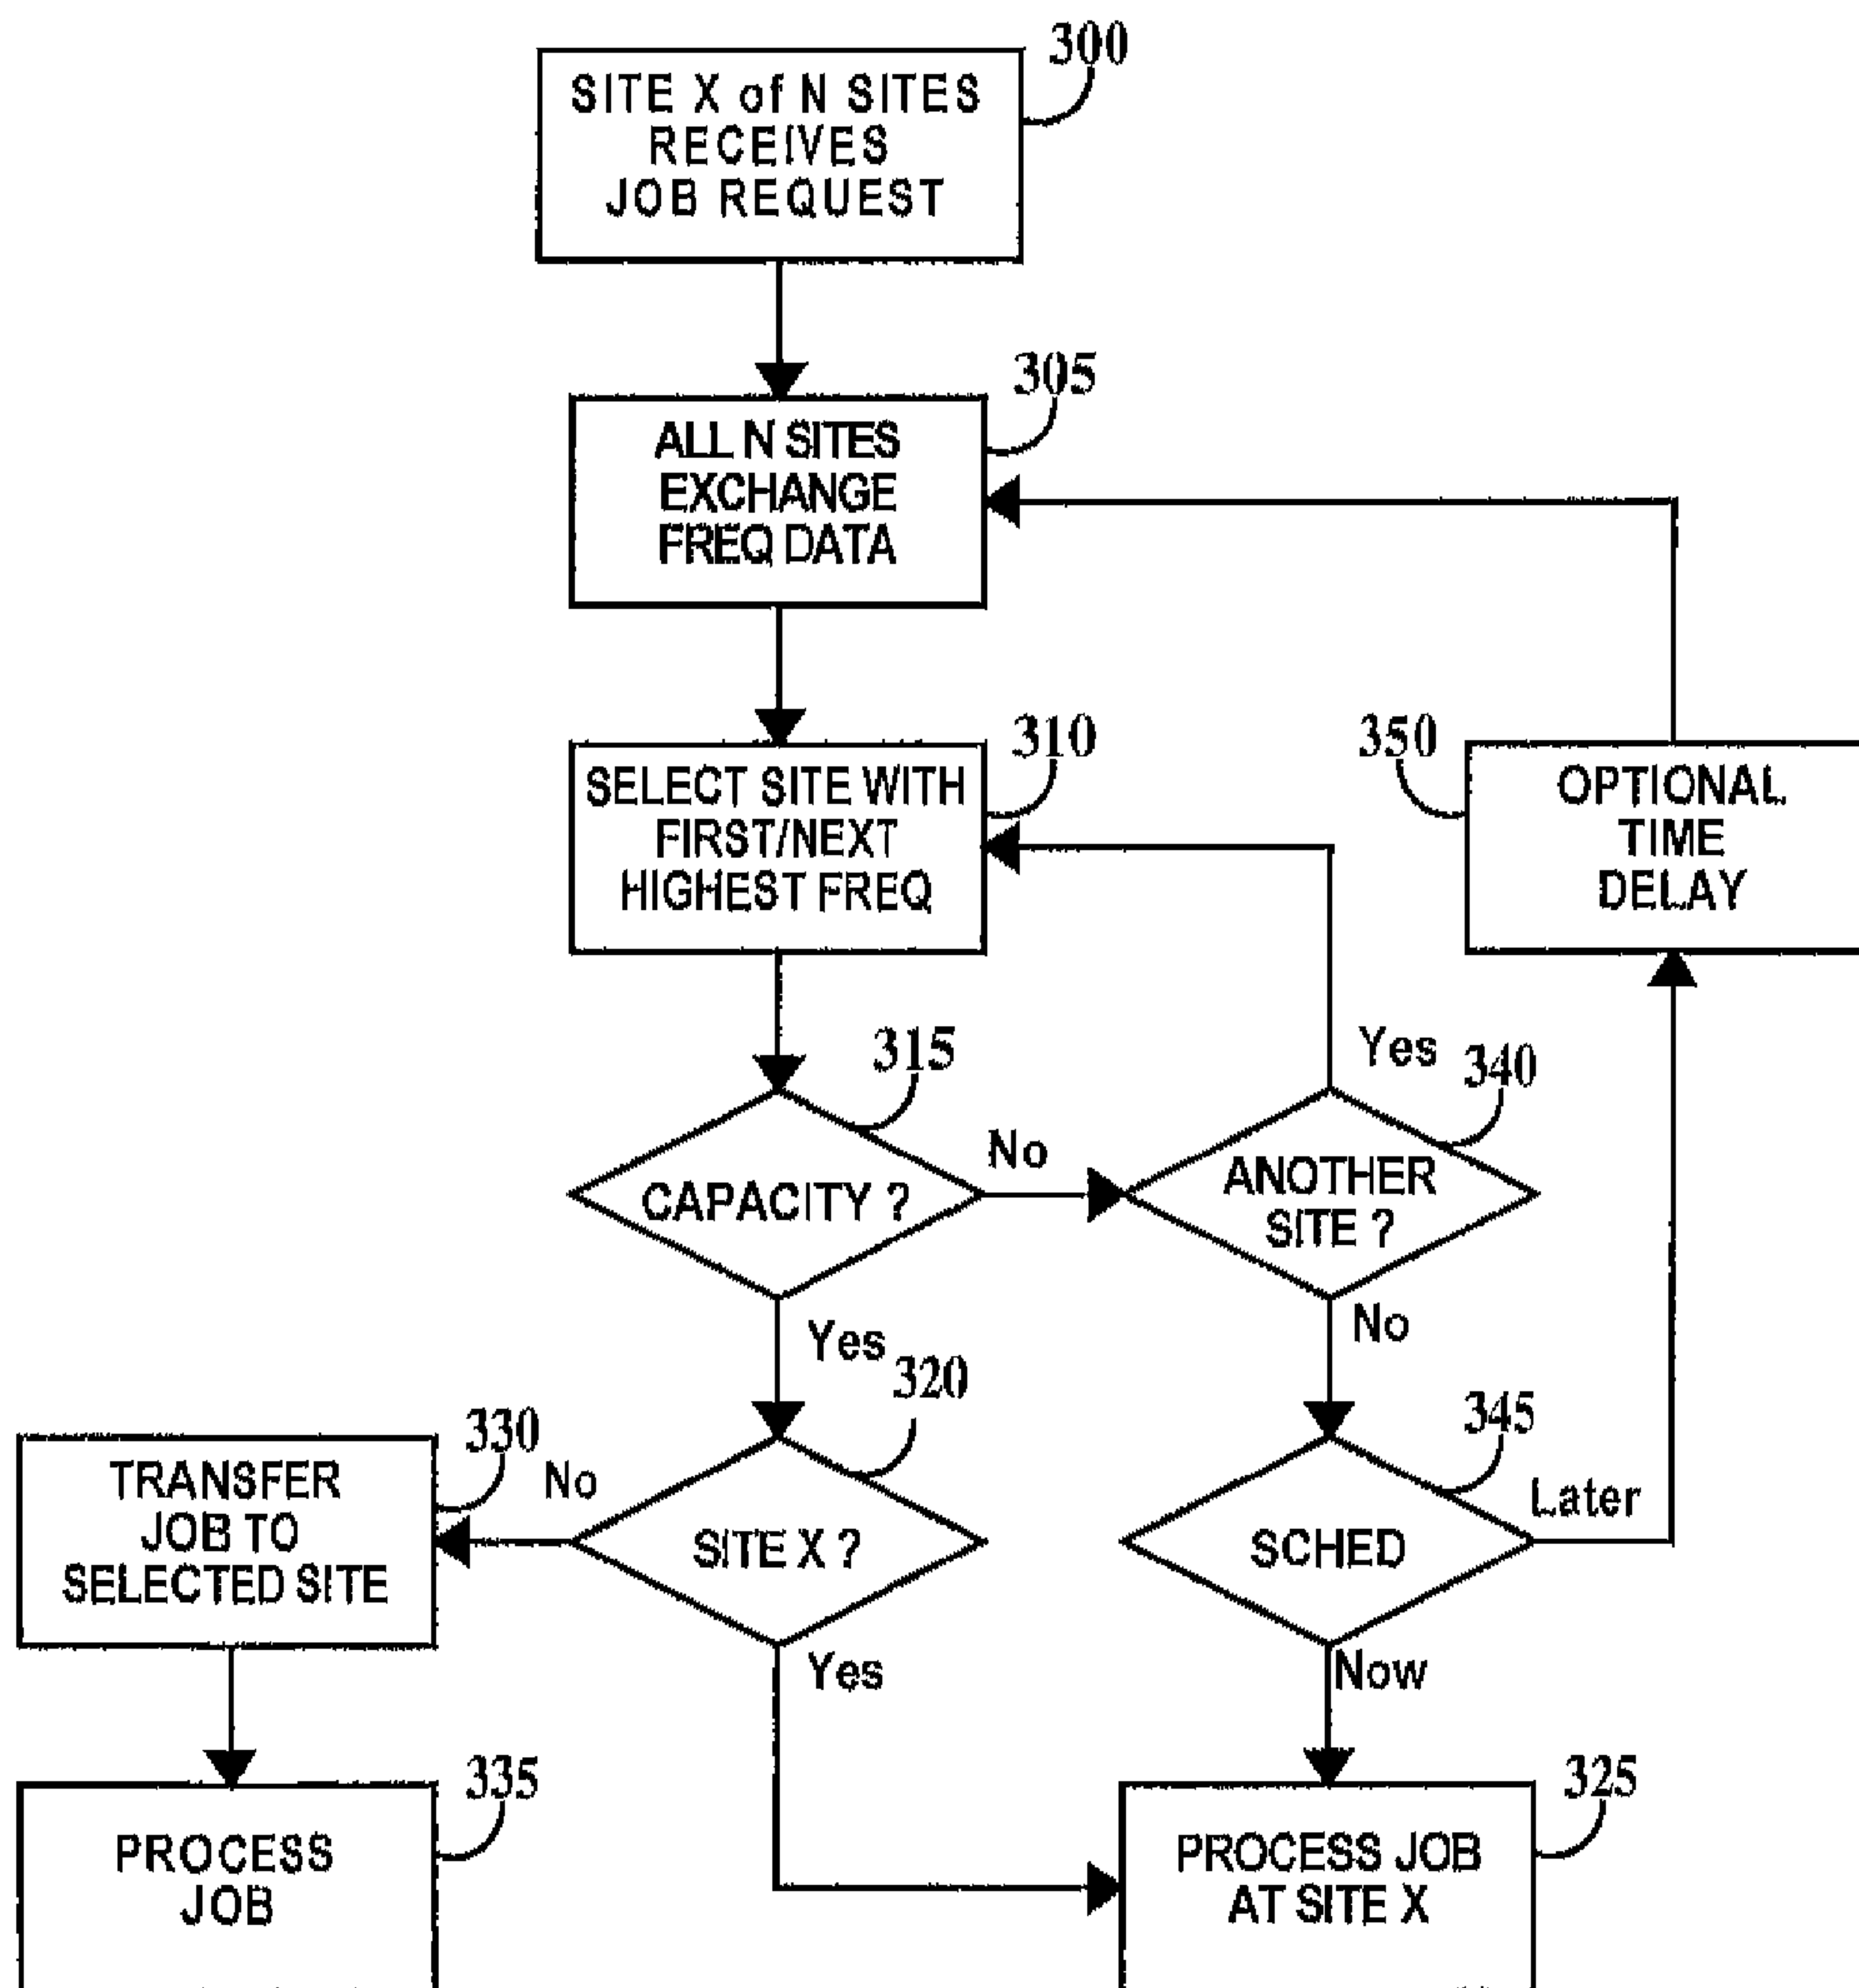 300
SITE X of N SITES
RECEIVES
JOB REQUEST
305
ALL N SITES
EXCHANGE
FREQ DATA
310
SELECT SITE WITH
FIRST/NEXT
HIGHEST FREQ
350
OPTIONAL
TIME
DELAY
315
CAPACITY ?
No
Yes
340
ANOTHER
SITE ?
Yes
No
320
SITE X ?
No
Yes
330
TRANSFER
JOB TO
SELECTED SITE
345
SCHED
Later
Now
335
PROCESS
JOB
325
PROCESS JOB
AT SITE X